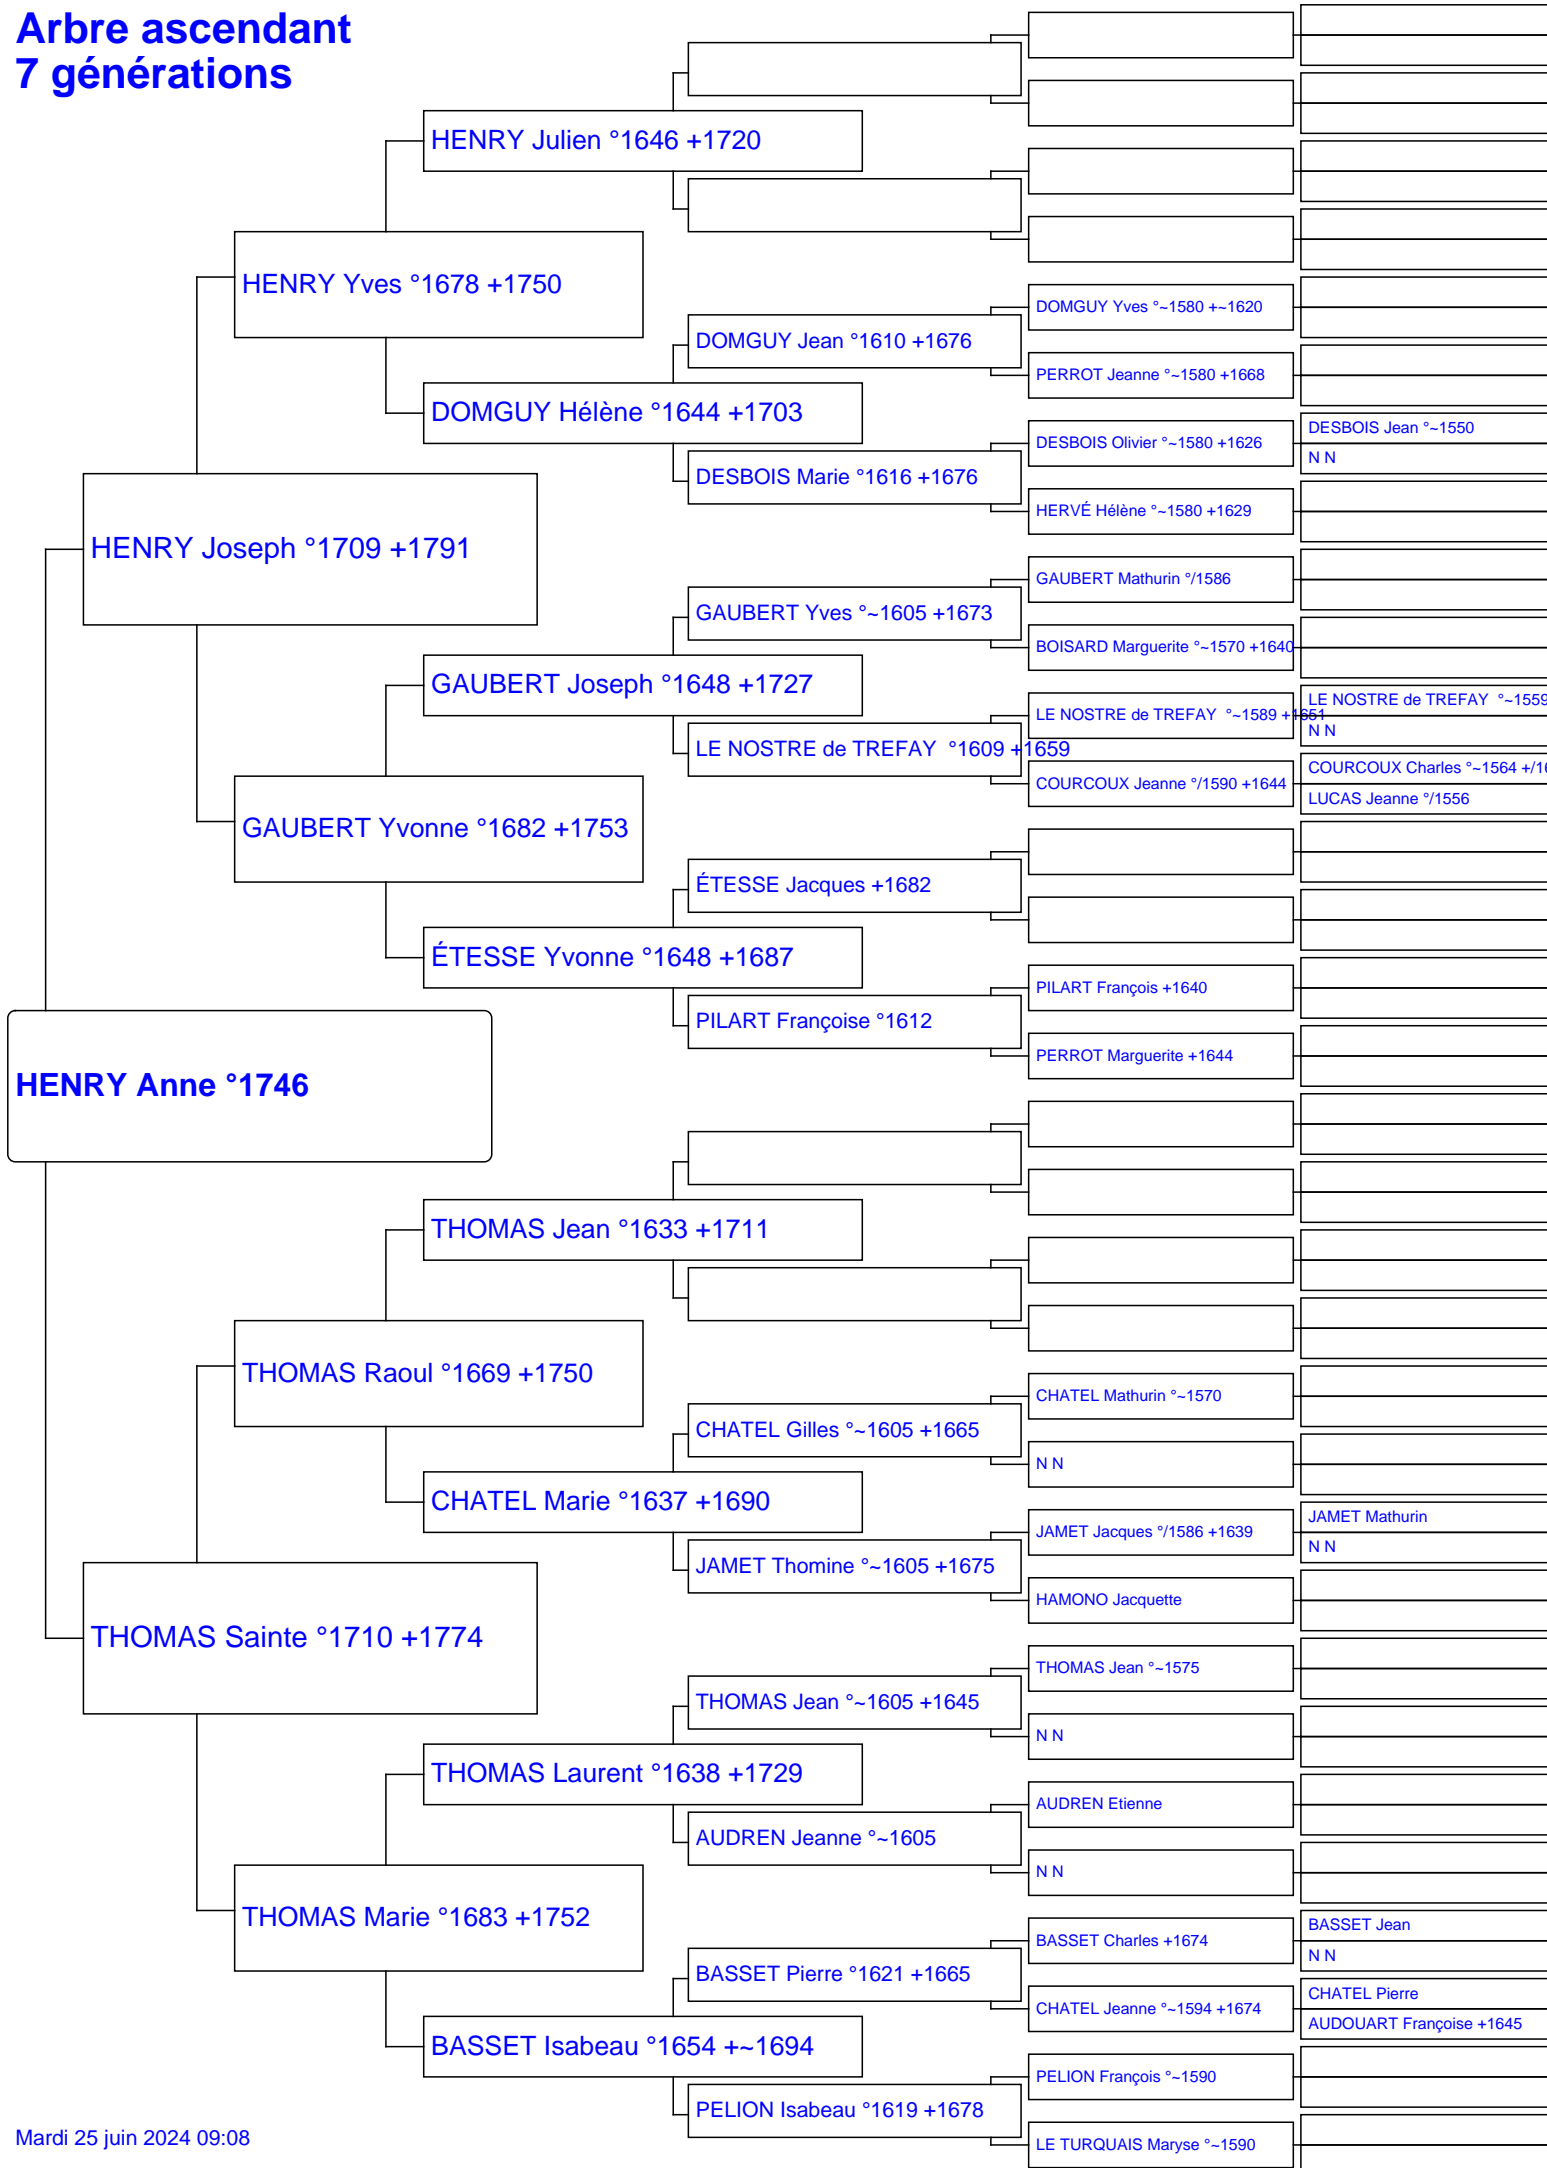 Arbre ascendant
7 générations
HENRY Julien °1646 +1720
HENRY Yves °1678 +1750
DOMGUY Yves °~1580 +~1620
DOMGUY Jean °1610 +1676
PERROT Jeanne °~1580 +1668
DOMGUY Hélène °1644 +1703
DESBOIS Jean °~1550
DESBOIS Olivier °~1580 +1626
N N
DESBOIS Marie °1616 +1676
HERVÉ Hélène °~1580 +1629
HENRY Joseph °1709 +1791
GAUBERT Mathurin °/1586
GAUBERT Yves °~1605 +1673
BOISARD Marguerite °~1570 +1640
GAUBERT Joseph °1648 +1727
LE NOSTRE de TREFAY °~1559
LE NOSTRE de TREFAY °~1589 +1651
N N
LE NOSTRE de TREFAY °1609 +1659
COURCOUX Charles °~1564 +/16
COURCOUX Jeanne °/1590 +1644
LUCAS Jeanne °/1556
GAUBERT Yvonne °1682 +1753
ÉTESSE Jacques +1682
ÉTESSE Yvonne °1648 +1687
PILART François +1640
PILART Françoise °1612
PERROT Marguerite +1644
HENRY Anne °1746
THOMAS Jean °1633 +1711
THOMAS Raoul °1669 +1750
CHATEL Mathurin °~1570
CHATEL Gilles °~1605 +1665
N N
CHATEL Marie °1637 +1690
JAMET Mathurin
JAMET Jacques °/1586 +1639
N N
JAMET Thomine °~1605 +1675
HAMONO Jacquette
THOMAS Sainte °1710 +1774
THOMAS Jean °~1575
THOMAS Jean °~1605 +1645
N N
THOMAS Laurent °1638 +1729
AUDREN Etienne
AUDREN Jeanne °~1605
N N
THOMAS Marie °1683 +1752
BASSET Jean
BASSET Charles +1674
N N
BASSET Pierre °1621 +1665
CHATEL Pierre
CHATEL Jeanne °~1594 +1674
AUDOUART Françoise +1645
BASSET Isabeau °1654 +~1694
PELION François °~1590
PELION Isabeau °1619 +1678
LE TURQUAIS Maryse °~1590
Mardi 25 juin 2024 09:08